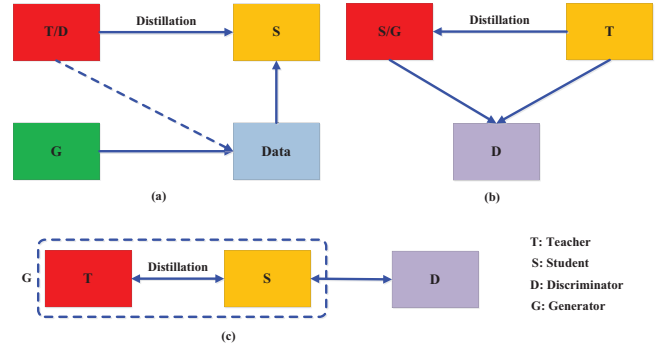 T/D
Distillation
S
G
Data
(a)
S/G
Distillation
T
D
(b)
G
T
Distillation
S
D
(c)
T: Teacher
S: Student
D: Discriminator
G: Generator